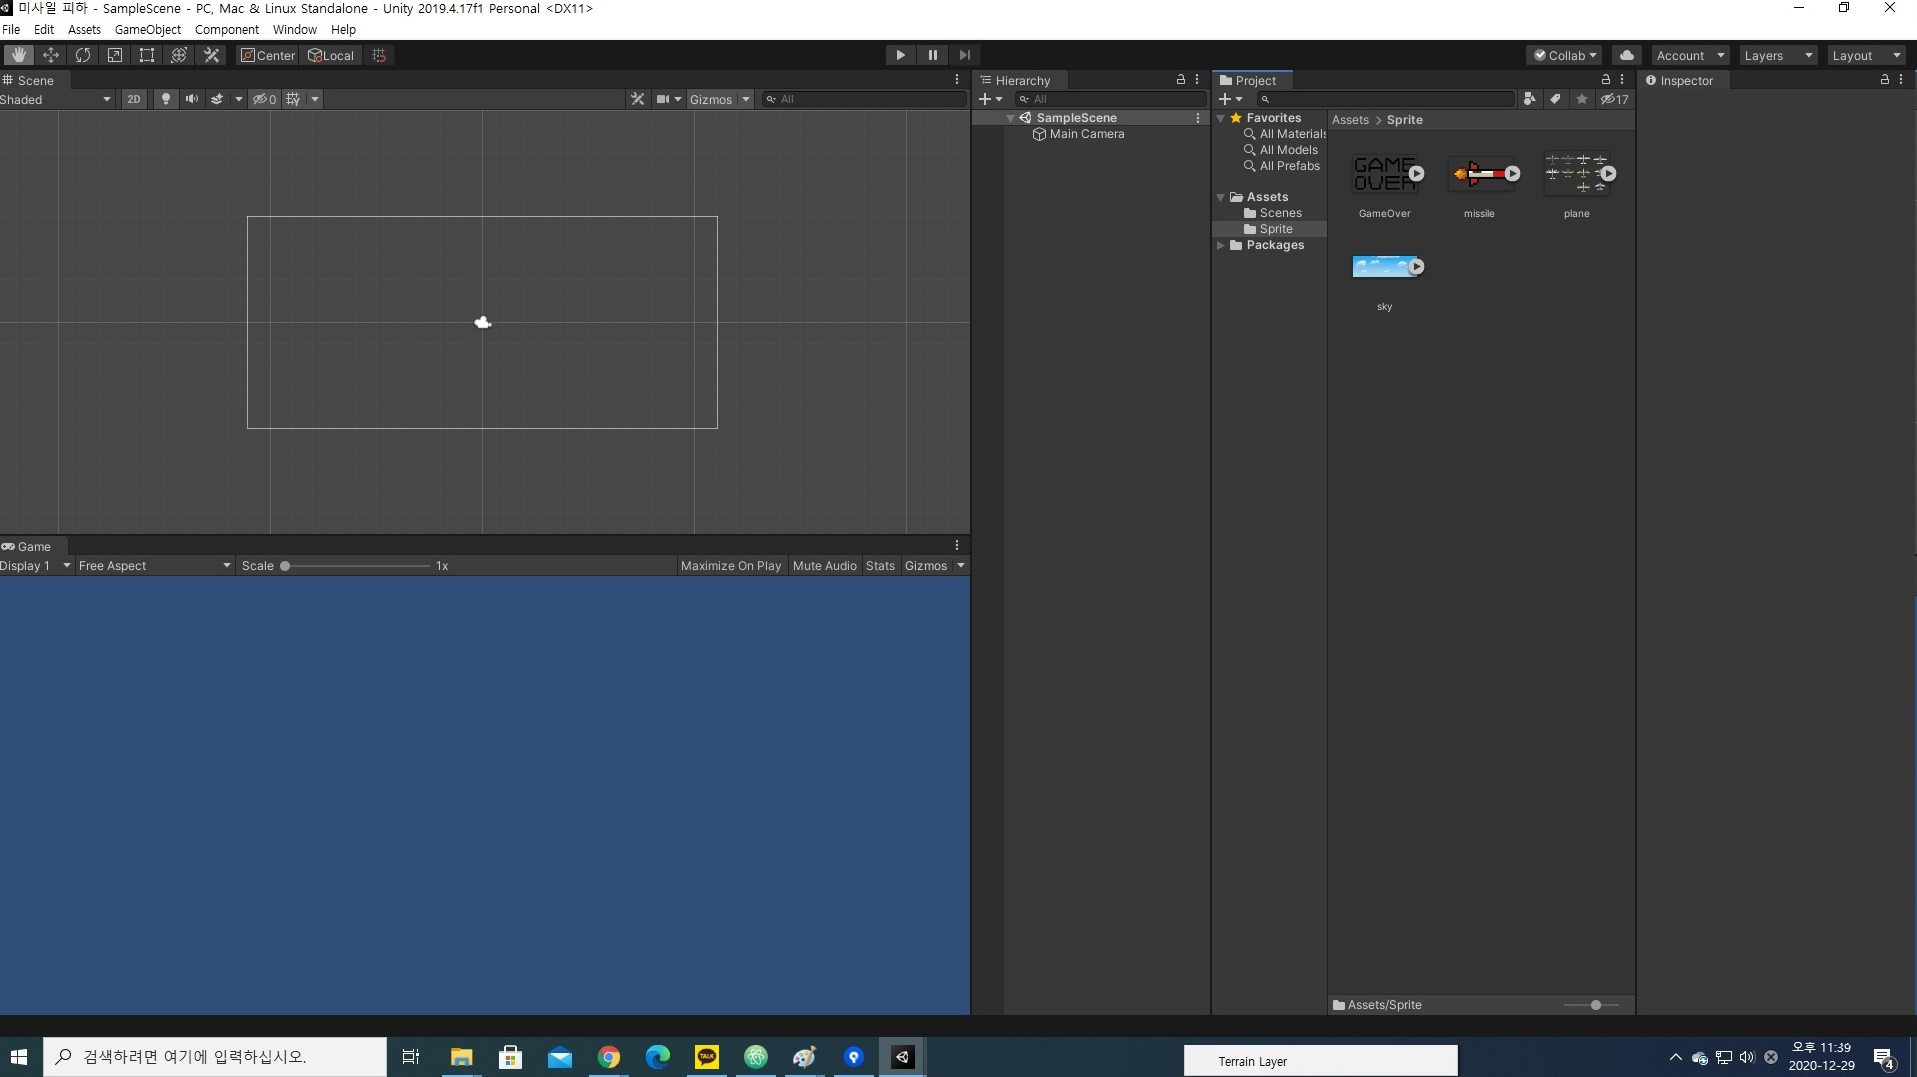 미사일 피하 - SampleScene - PC, Mac & Linux Standalone - Unity 2019.4.17f1 Personal <DX11>
File Edit Assets GameObject Component Window Help
Center Local
Collab Account Layers Layout
Scene
Shaded 2D 0 Gizmos All
Hierarchy
All
SampleScene
Main Camera
Project
17
Favorites
All Materials
All Models
All Prefabs
Assets
Scenes
Sprite
Packages
Assets > Sprite
GAME
OVER
GameOver missile plane
sky
Assets/Sprite
Inspector
Game
Display 1 Free Aspect Scale 1x Maximize On Play Mute Audio Stats Gizmos
검색하려면 여기에 입력하십시오.
TALK
Terrain Layer
오후 11:39
2020-12-29
4